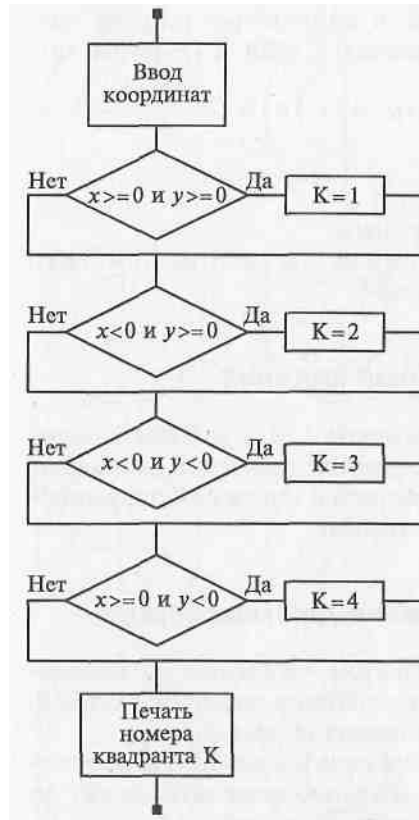 Ввод
координат
Нет
x>=0 и y>=0
Да
K=1
Нет
x<0 и y>=0
Да
K=2
Нет
x<0 и y<0
Да
K=3
Нет
x>=0 и y<0
Да
K=4
Печать
номера
квадранта K